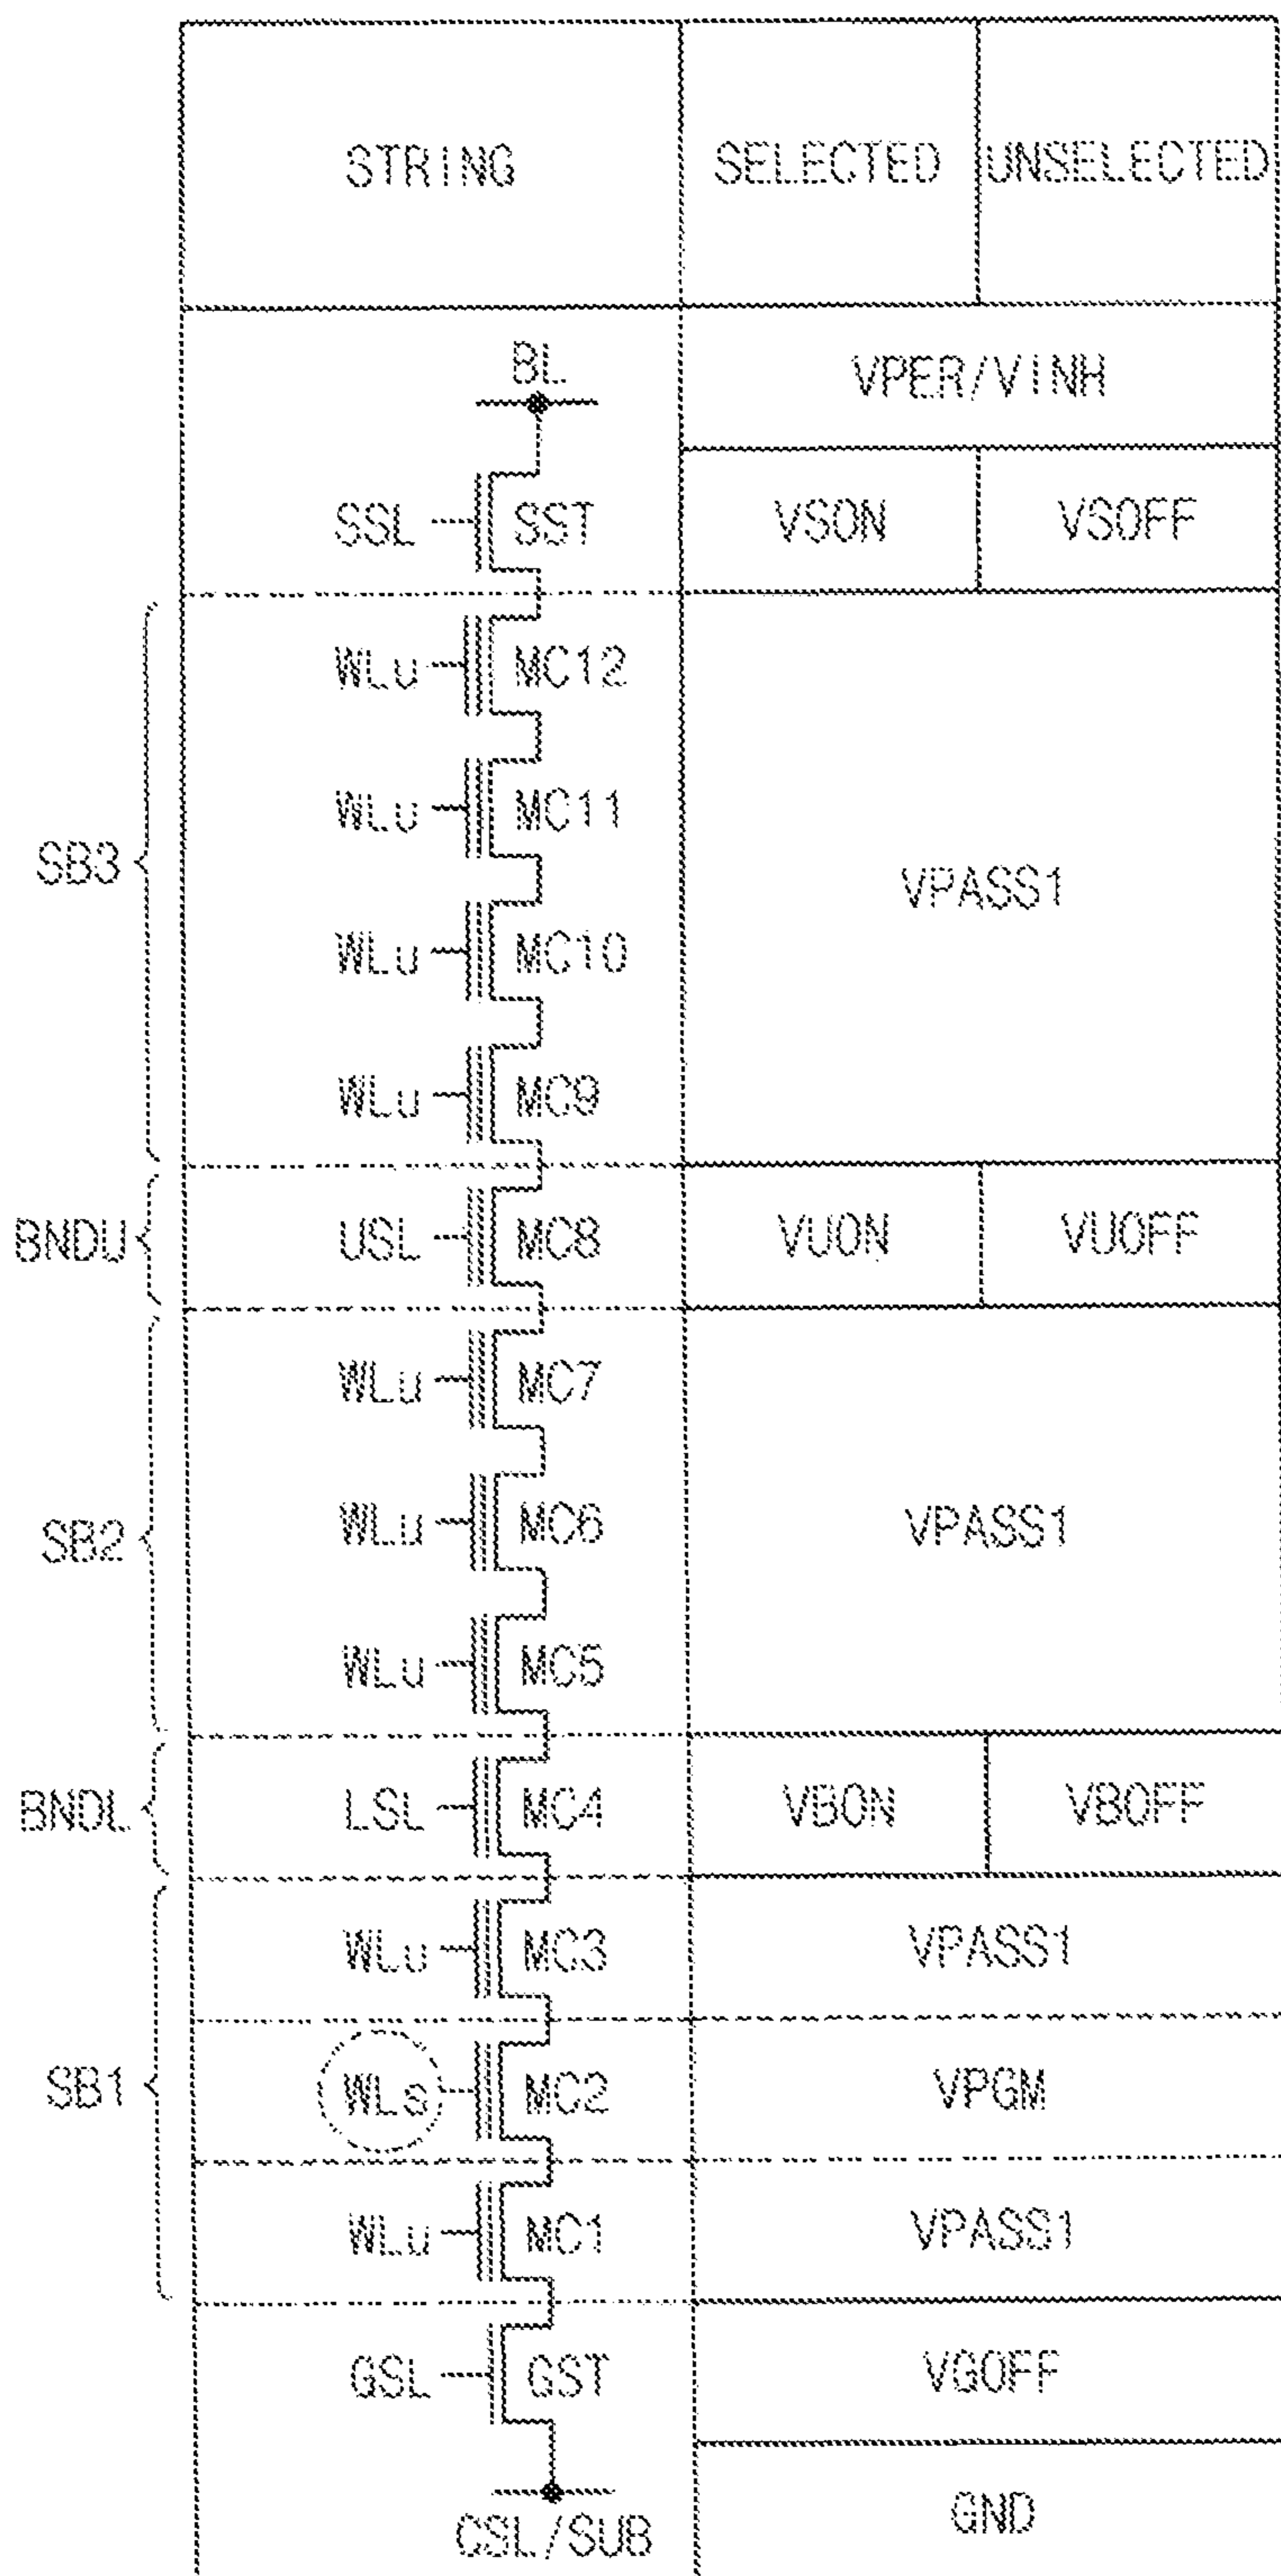 STRING SELECTED UNSELECTED
BL VPER/VINH
SSL SST VSON VSOFF
WLu MC12
WLu MC11
SB3 VPASS1
WLu MC10
WLu MC9
BNDU USL MC8 VUON VUOFF
WLu MC7
SB2 WLu MC6 VPASS1
WLu MC5
BNDL LSL MC4 VBON VBOFF
WLu MC3 VPASS1
SB1 WLs MC2 VPGM
WLu MC1 VPASS1
GSL GST VGOFF
CSL/SUB GND